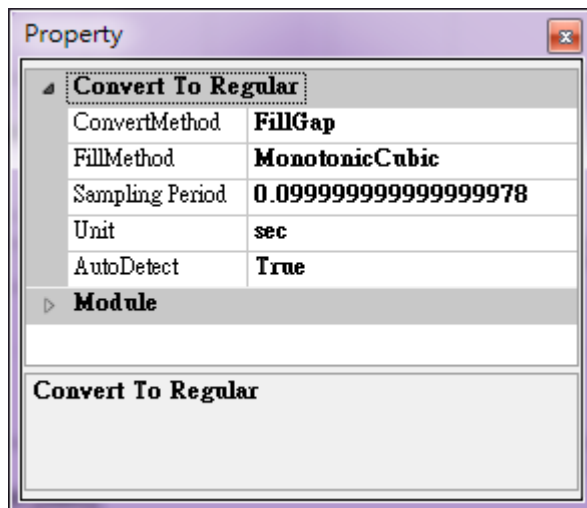 Property
Convert To Regular
ConvertMethod FillGap
FillMethod MonotonicCubic
Sampling Period 0.099999999999999978
Unit sec
AutoDetect True
Module
Convert To Regular